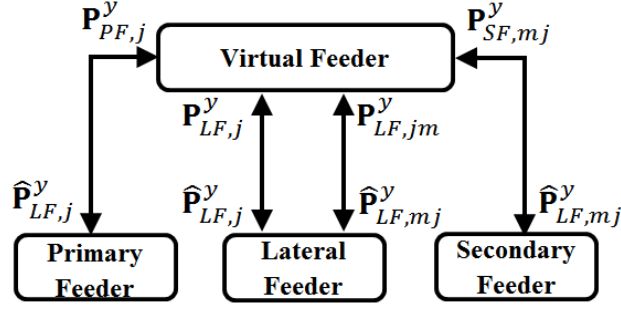 P^y_{PF,j}
P^y_{SF,mj}
Virtual Feeder
P^y_{LF,j}
P^y_{LF,jm}
P̂^y_{LF,j}
P̂^y_{LF,j}
P̂^y_{LF,mj}
P̂^y_{LF,mj}
Primary
Feeder
Lateral
Feeder
Secondary
Feeder